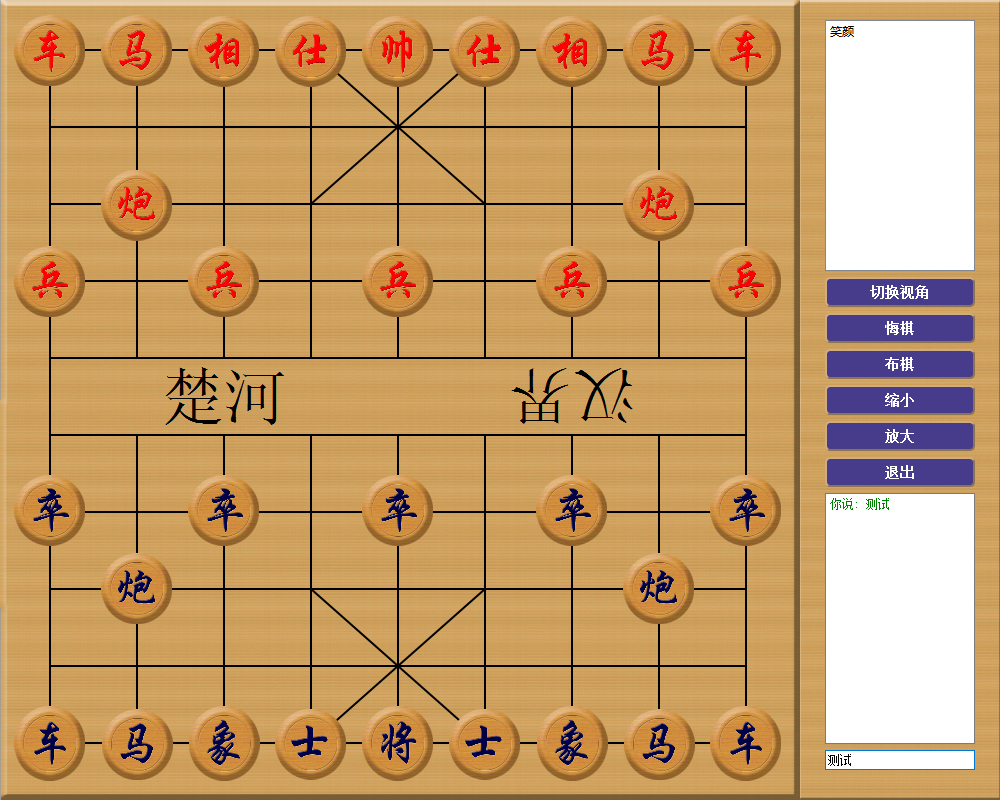 车马相仕帅仕相马车
炮炮
兵兵兵兵兵
楚河 汉界
卒卒卒卒卒
炮炮
车马象士将士象马车
笑颜
切换视角
悔棋
布棋
缩小
放大
退出
你说：测试
测试